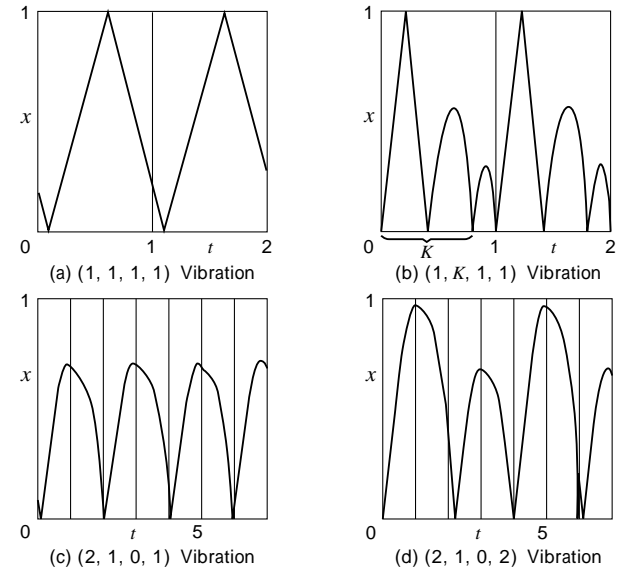 1
x
0 1 t 2
(a) (1, 1, 1, 1) Vibration
1
x
0 K 1 t 2
(b) (1, K, 1, 1) Vibration
1
x
0 t 5
(c) (2, 1, 0, 1) Vibration
1
x
0 t 5
(d) (2, 1, 0, 2) Vibration